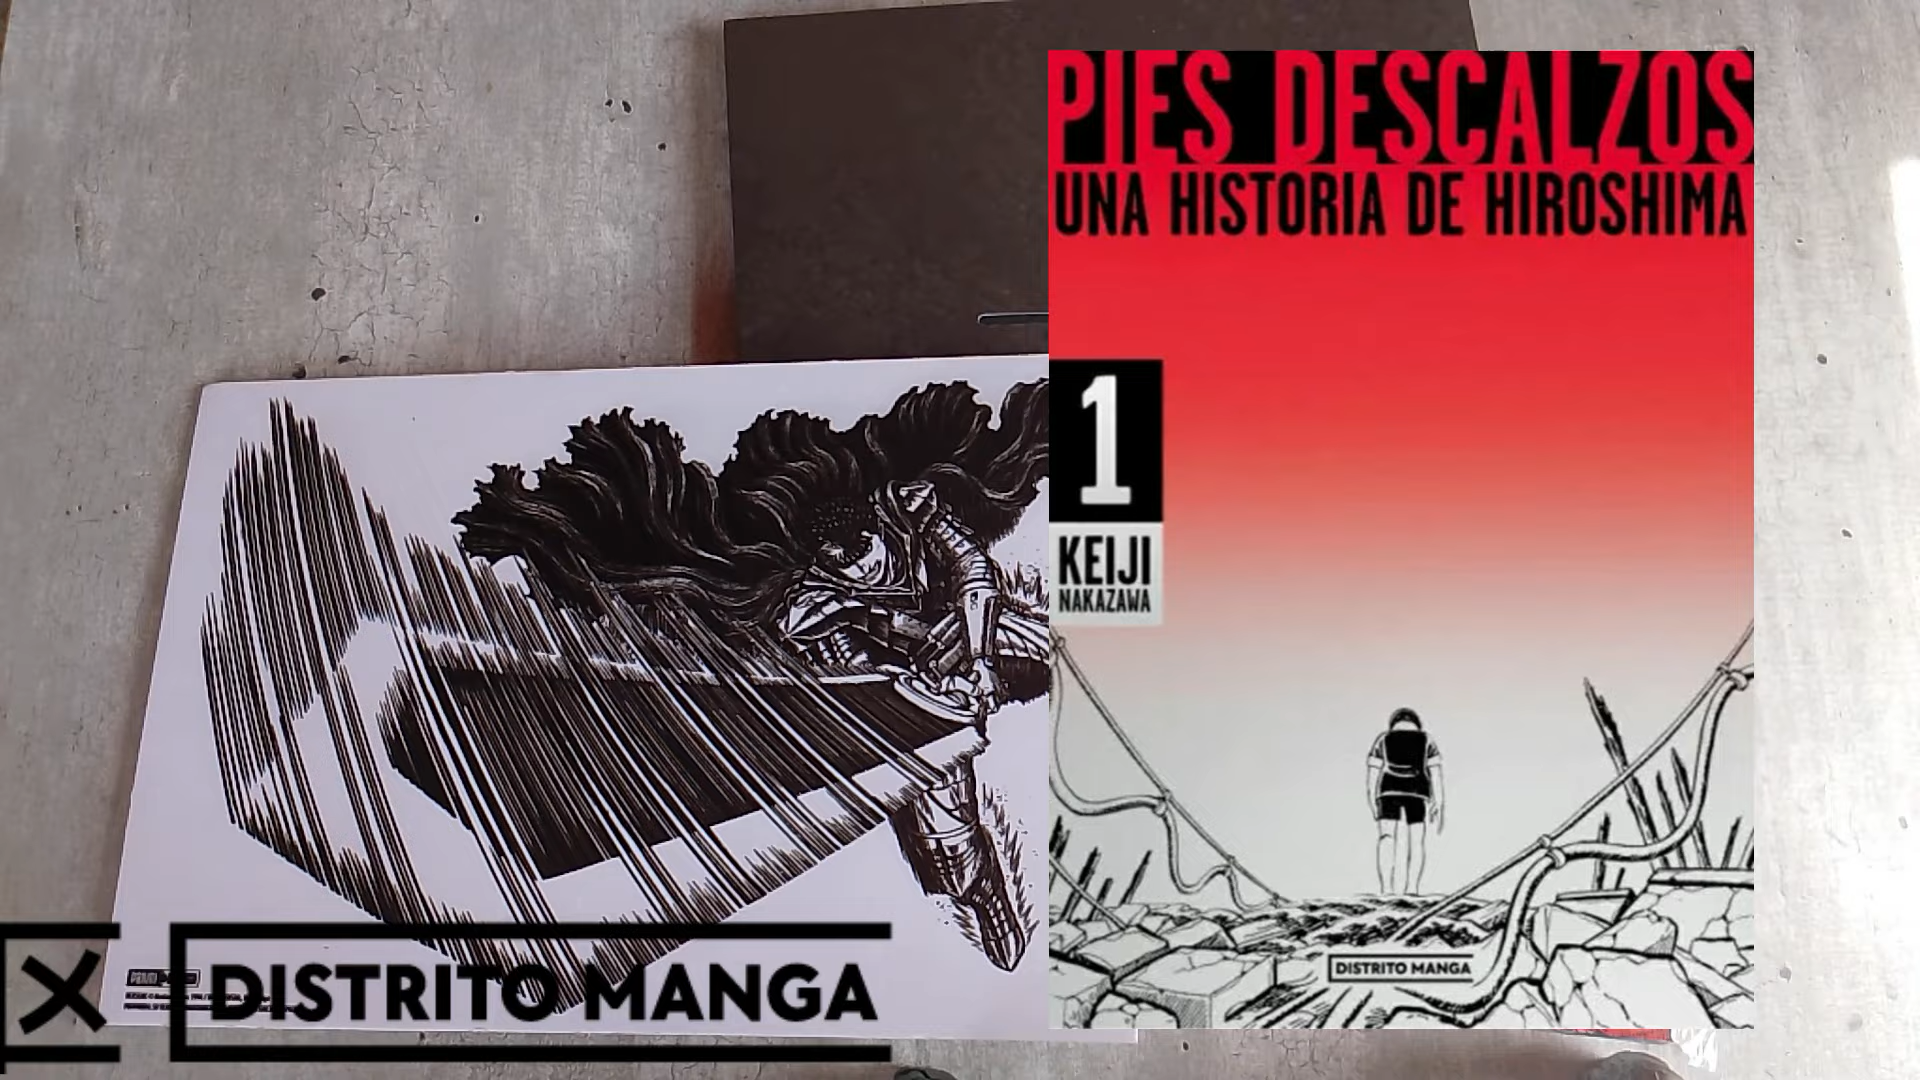 PIES DESCALZOS
UNA HISTORIA DE HIROSHIMA
1
KEIJI
NAKAZAWA
DISTRITO MANGA
DISTRITO MANGA